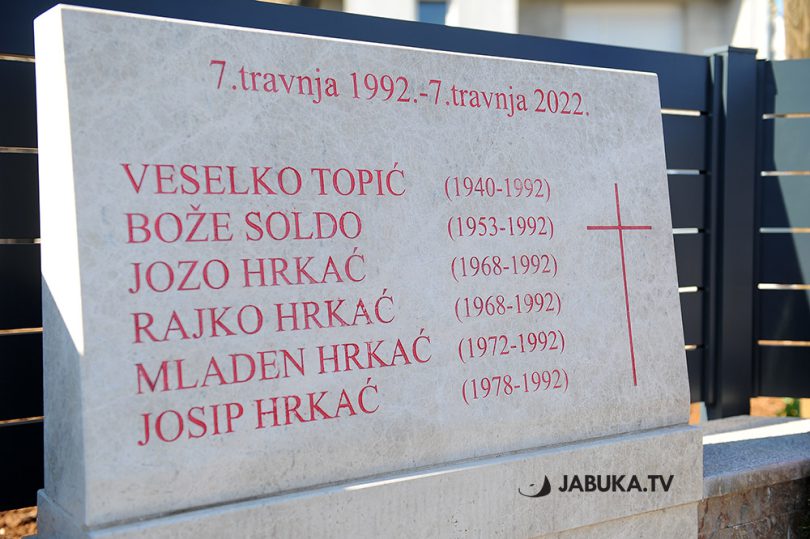 7.travnja 1992.-7.travnja 2022.
VESELKO TOPIĆ (1940-1992)
BOŽE SOLDO (1953-1992)
JOZO HRKAĆ (1968-1992)
RAJKO HRKAĆ (1968-1992)
MLADEN HRKAĆ (1972-1992)
JOSIP HRKAĆ (1978-1992)
JABUKA.TV